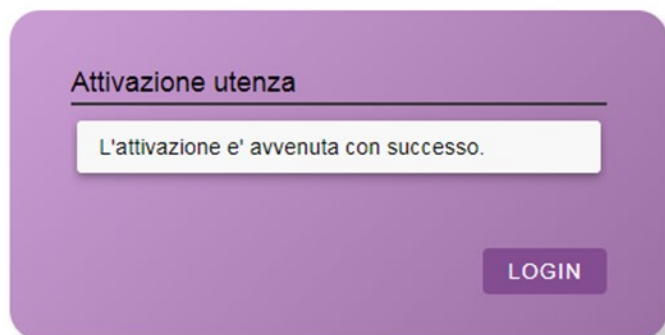 Attivazione utenza
L'attivazione e' avvenuta con successo.
LOGIN